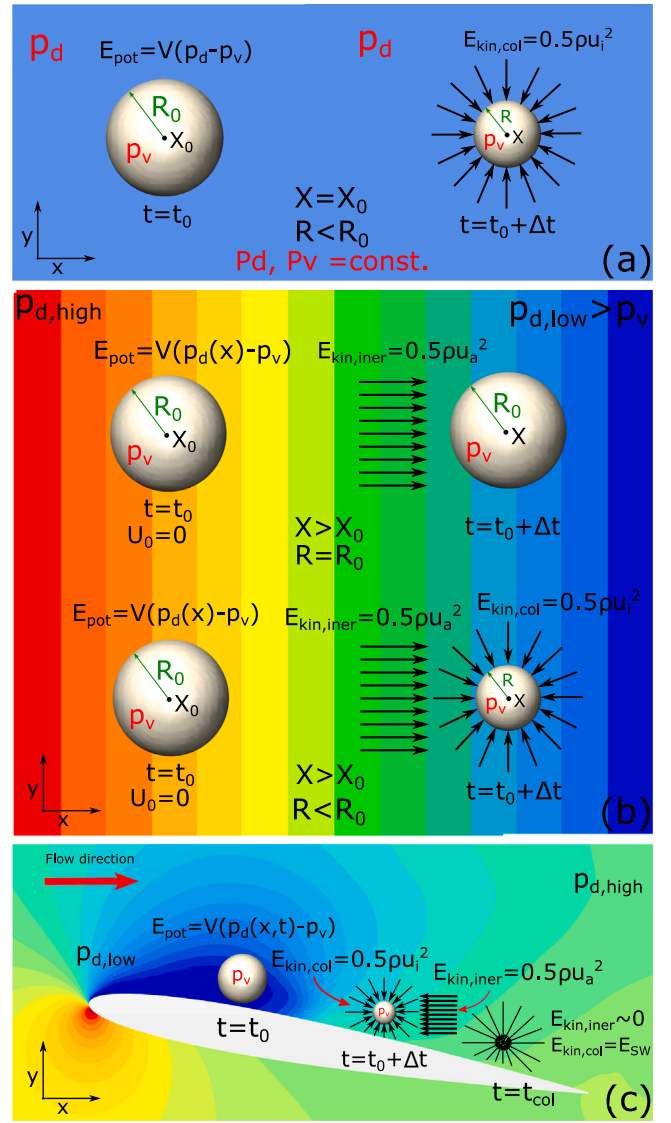 p_d
E_pot=V(p_d-p_v)
R_0
p_v
X_0
t=t_0
y
x
p_d
E_kin,col=0.5ρu_i^2
R
p_v
X
t=t_0+Δt
X=X_0
R<R_0
Pd, Pv =const.
(a)
p_d,high
p_d,low>p_v
E_pot=V(p_d(x)-p_v)
E_kin,iner=0.5ρu_a^2
R_0
X_0
p_v
t=t_0
U_0=0
R_0
X
p_v
t=t_0+Δt
X>X_0
R=R_0
E_pot=V(p_d(x)-p_v)
E_kin,iner=0.5ρu_a^2
E_kin,col=0.5ρu_i^2
R_0
X_0
p_v
t=t_0
U_0=0
R
p_v
X
t=t_0+Δt
X>X_0
R<R_0
y
x
(b)
Flow direction
p_d,high
E_pot=V(p_d(x,t)-p_v)
p_d,low
p_v
E_kin,col=0.5ρu_i^2
E_kin,iner=0.5ρu_a^2
p_v
E_kin,iner~0
E_kin,col=E_SW
t=t_0
t=t_0+Δt
t=t_col
y
x
(c)